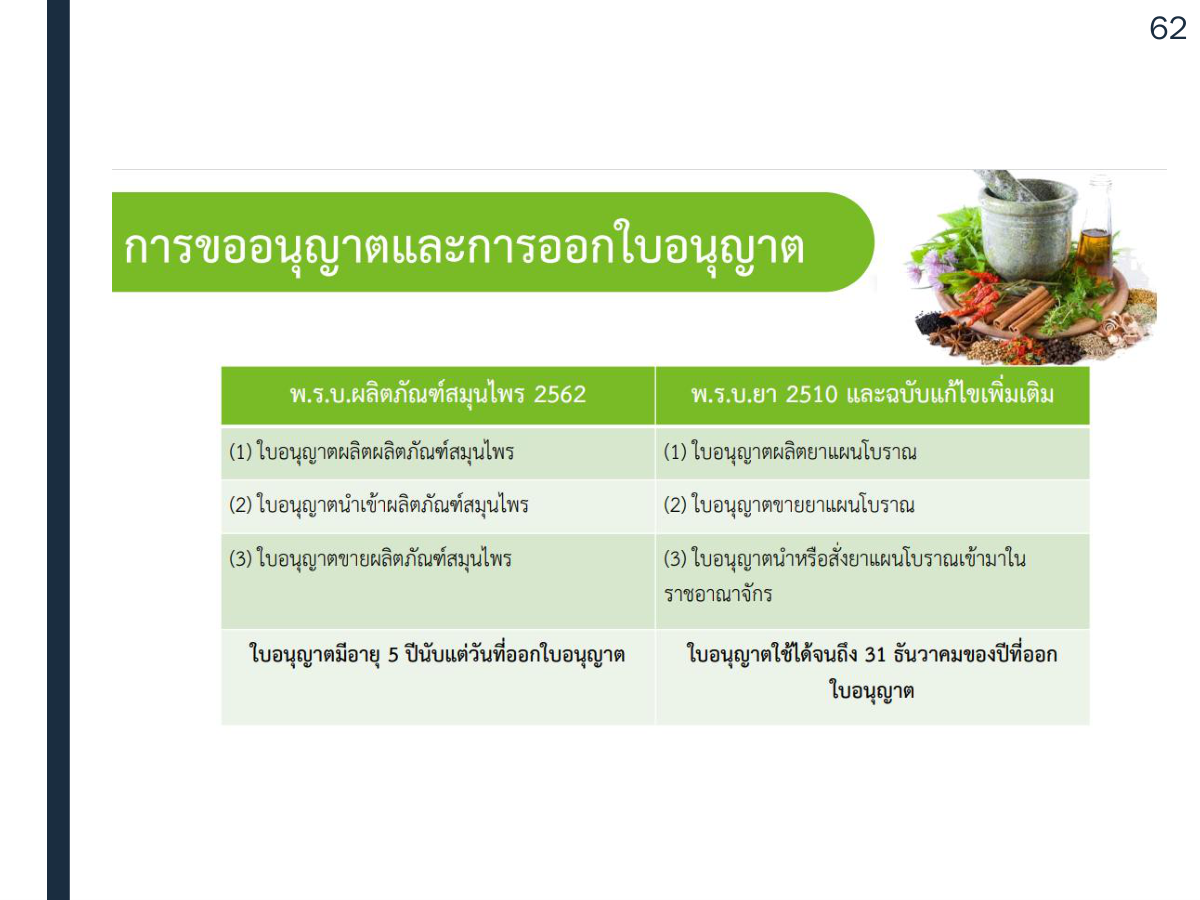 62
การขออนุญาตและการออกใบอนุญาต
พ.ร.บ.ผลิตภัณฑ์สมุนไพร 2562
พ.ร.บ.ยา 2510 และฉบับแก้ไขเพิ่มเติม
(1) ใบอนุญาตผลิตผลิตภัณฑ์สมุนไพร
(1) ใบอนุญาตผลิตยาแผนโบราณ
(2) ใบอนุญาตนำเข้าผลิตภัณฑ์สมุนไพร
(2) ใบอนุญาตขายยาแผนโบราณ
(3) ใบอนุญาตขายผลิตภัณฑ์สมุนไพร
(3) ใบอนุญาตนำหรือสั่งยาแผนโบราณเข้ามาใน
ราชอาณาจักร
ใบอนุญาตมีอายุ 5 ปีนับแต่วันที่ออกใบอนุญาต
ใบอนุญาตใช้ได้จนถึง 31 ธันวาคมของปีที่ออก
ใบอนุญาต